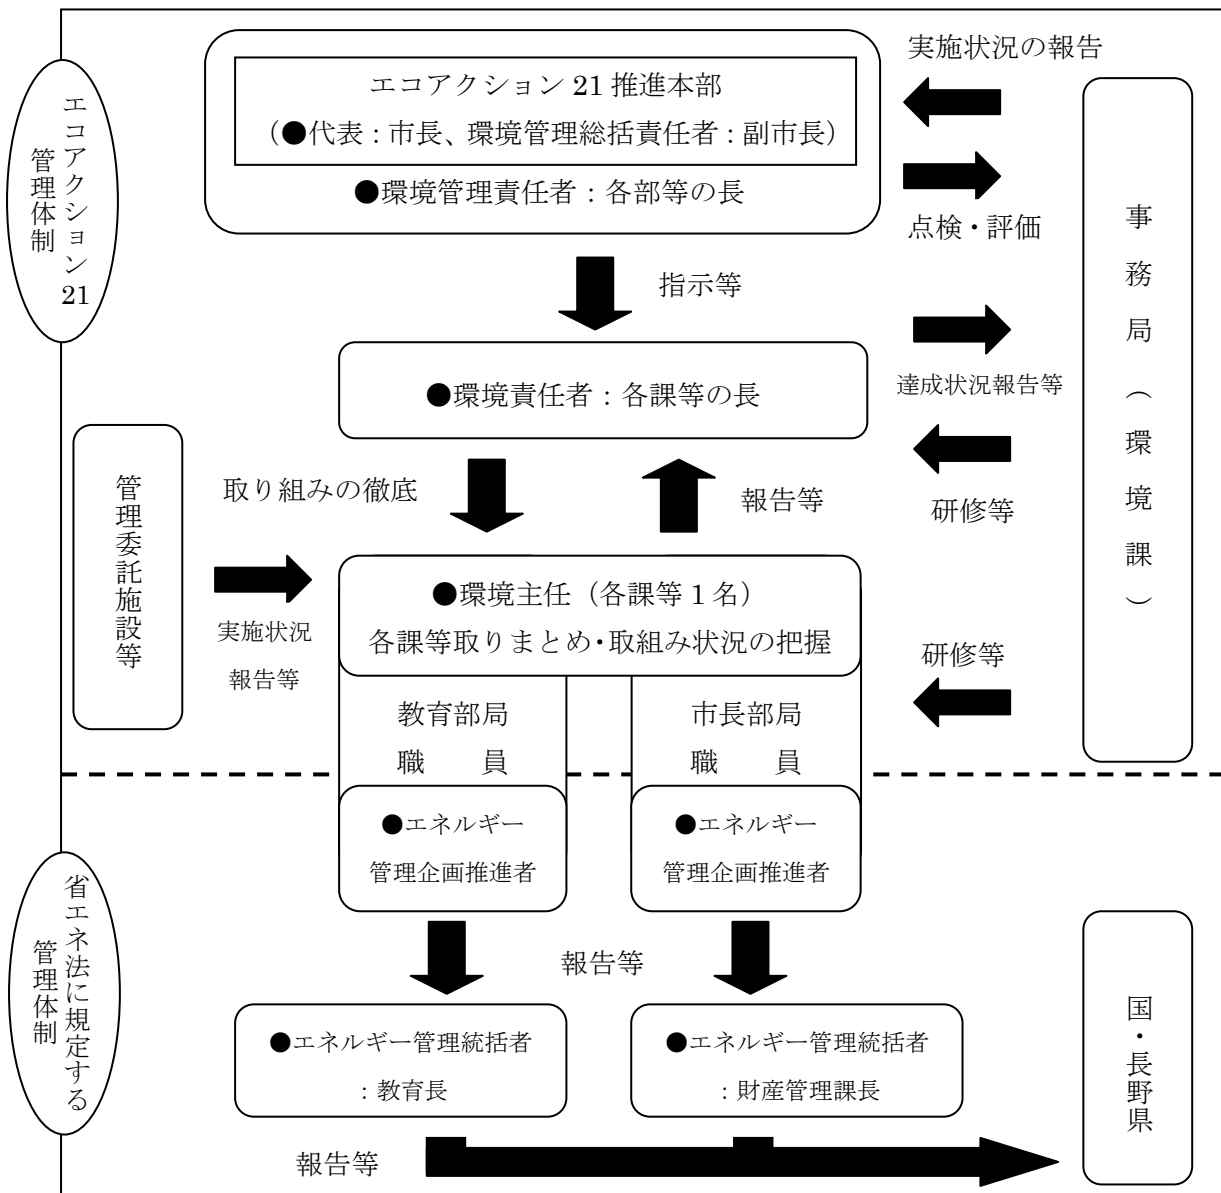 実施状況の報告
エコアクション 21 推進本部
(●代表：市長、環境管理総括責任者：副市長)
●環境管理責任者：各部等の長
点検・評価
エコアクション 21
管理体制
事務局（環境課）
指示等
●環境責任者：各課等の長
達成状況報告等
取り組みの徹底
報告等
研修等
管理委託施設等
実施状況
報告等
●環境主任（各課等 1 名）
各課等取りまとめ・取組み状況の把握
研修等
教育部局
職　員
市長部局
職　員
●エネルギー
管理企画推進者
●エネルギー
管理企画推進者
省エネ法に規定する
管理体制
報告等
●エネルギー管理統括者
：教育長
●エネルギー管理統括者
：財産管理課長
国・長野県
報告等